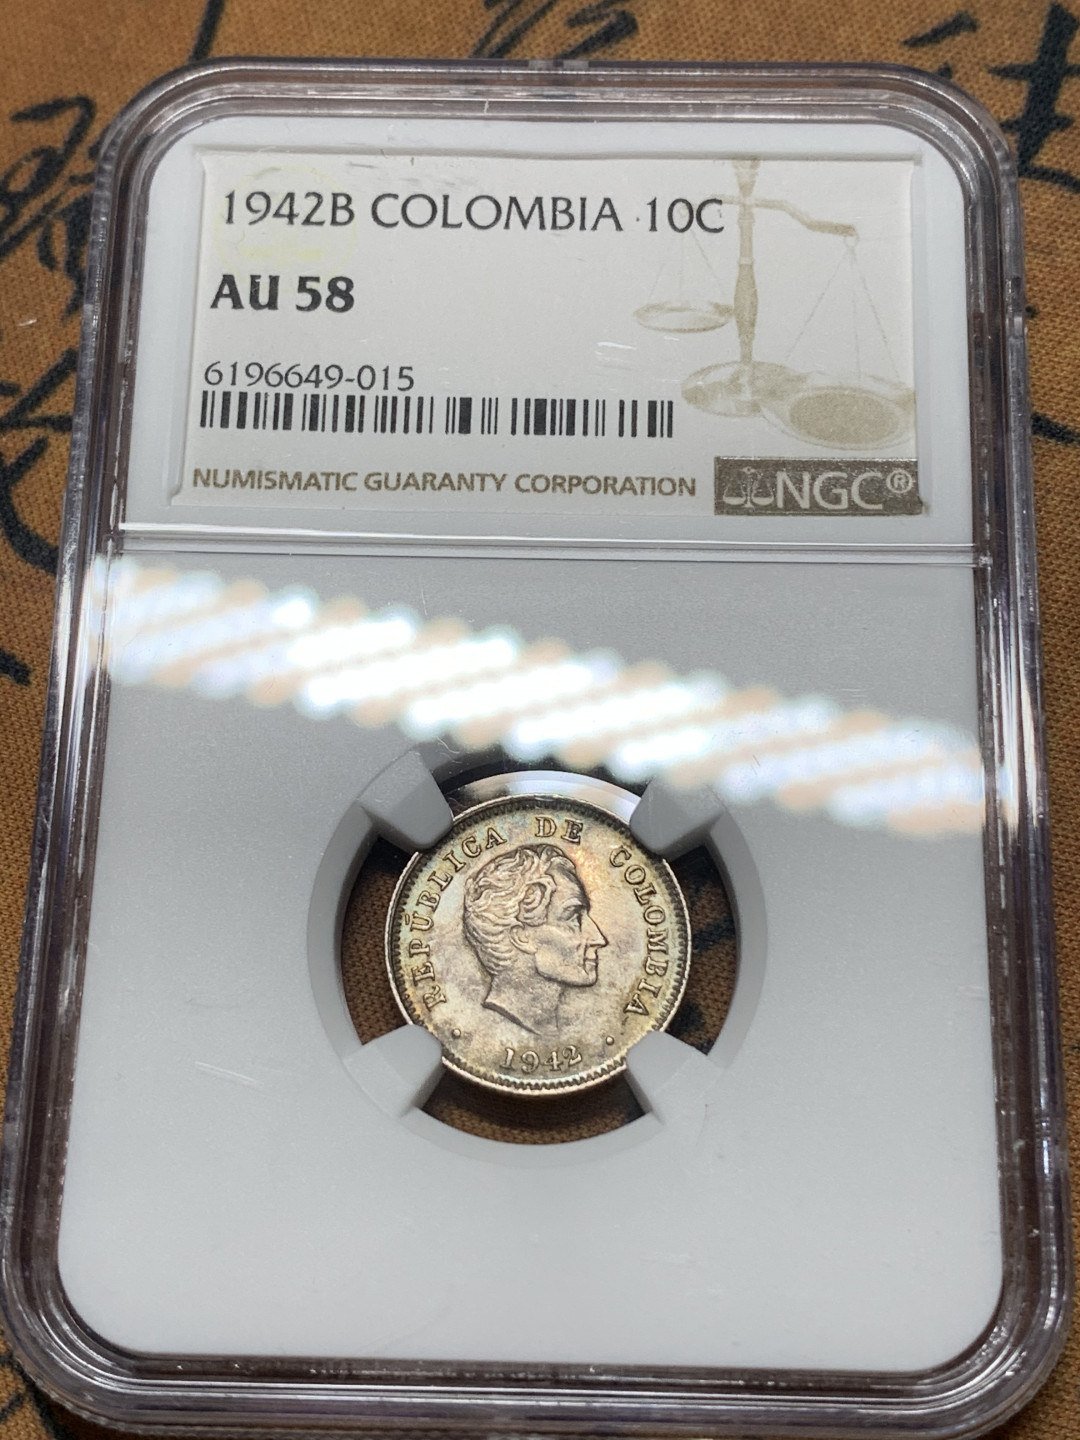 1942B COLOMBIA 10C
AU 58
6196649-015
NUMISMATIC GUARANTY CORPORATION
NGC®
REPÚBLICA DE COLOMBIA
1942